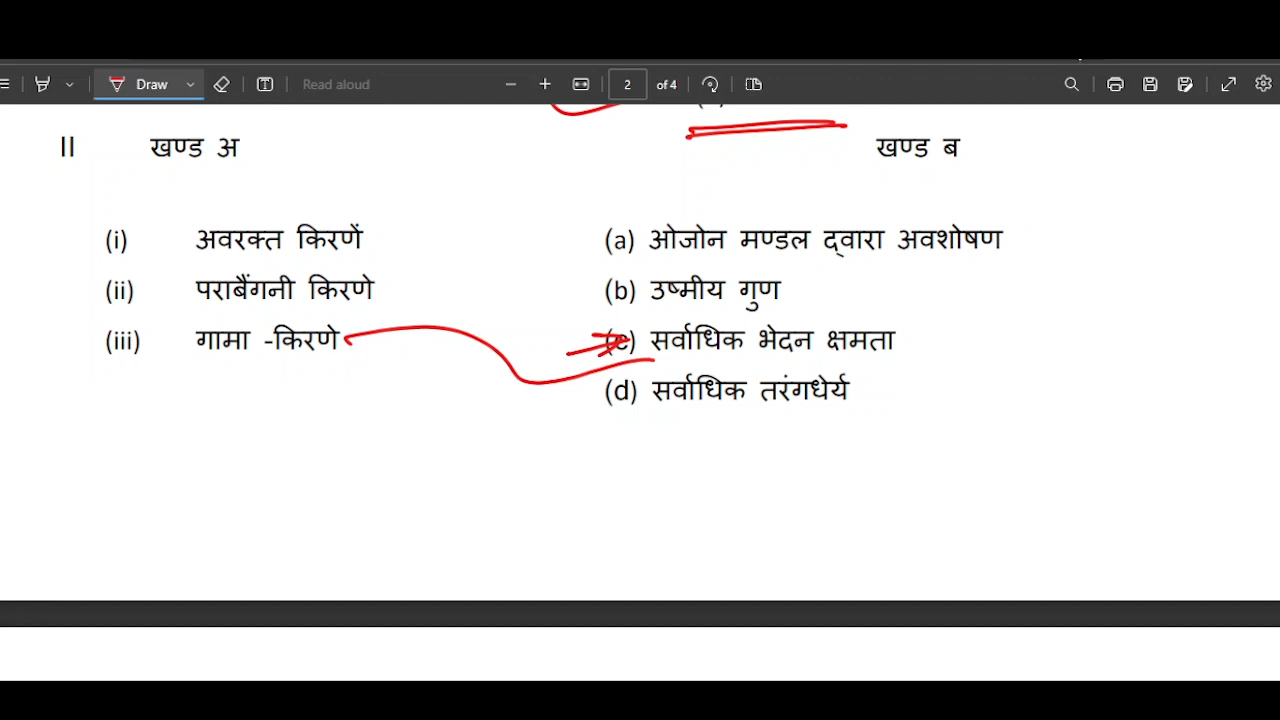 Draw
Read aloud
2 of 4
II खण्ड अ खण्ड ब
(i) अवरक्त किरणें (a) ओजोन मण्डल द्वारा अवशोषण
(ii) पराबैंगनी किरणे (b) उष्मीय गुण
(iii) गामा -किरणे (c) सर्वाधिक भेदन क्षमता
(d) सर्वाधिक तरंगधेर्य